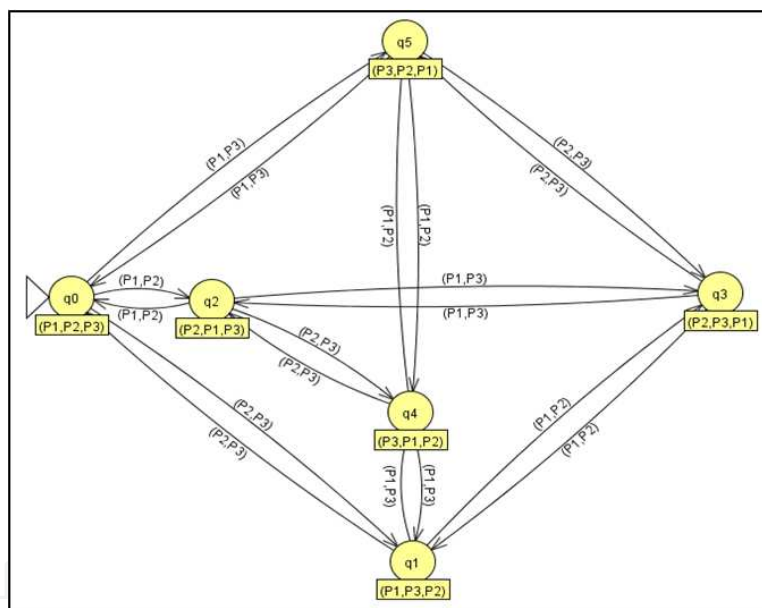 q5
(P3,P2,P1)
(P1,P3)
(P1,P3)
(P2,P3)
(P2,P3)
(P1,P2)
(P1,P2)
q0
(P1,P2,P3)
(P1,P2)
(P1,P2)
q2
(P2,P1,P3)
(P1,P3)
(P1,P3)
q3
(P2,P3,P1)
(P2,P3)
(P2,P3)
q4
(P3,P1,P2)
(P2,P3)
(P2,P3)
(P1,P2)
(P1,P2)
(P1,P3)
(P1,P3)
q1
(P1,P3,P2)